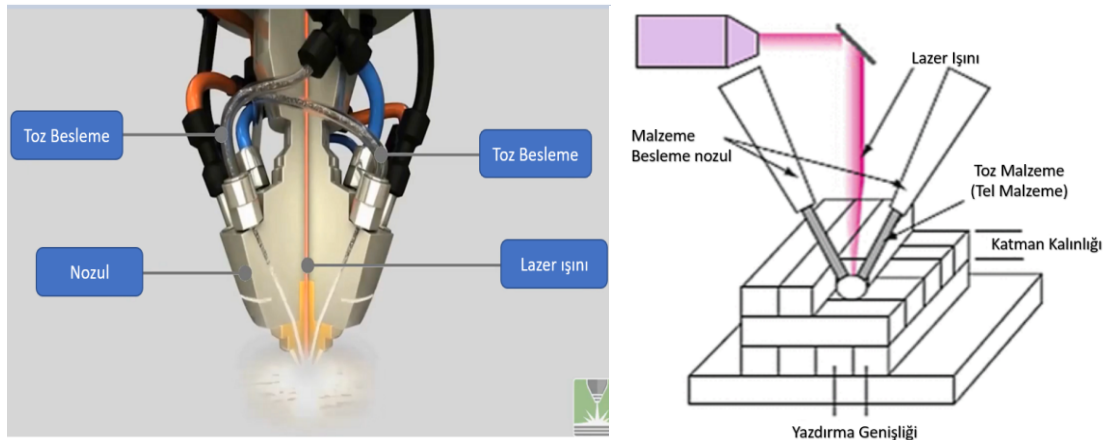 Toz Besleme
Toz Besleme
Nozul
Lazer ışını
Lazer Işını
Malzeme
Besleme nozul
Toz Malzeme
(Tel Malzeme)
Katman Kalınlığı
Yazdırma Genişliği